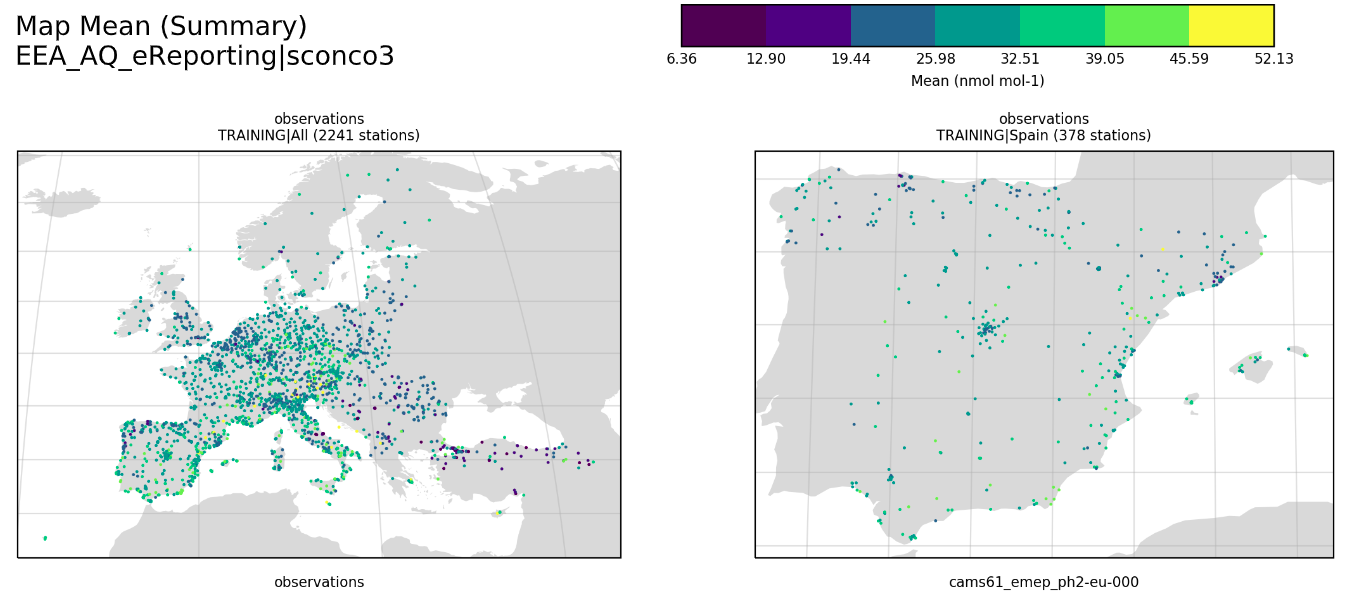 Map Mean (Summary)
EEA_AQ_eReporting|sconco3
6.36 12.90 19.44 25.98 32.51 39.05 45.59 52.13
Mean (nmol mol-1)
observations
TRAINING|All (2241 stations)
observations
TRAINING|Spain (378 stations)
observations
cams61_emep_ph2-eu-000